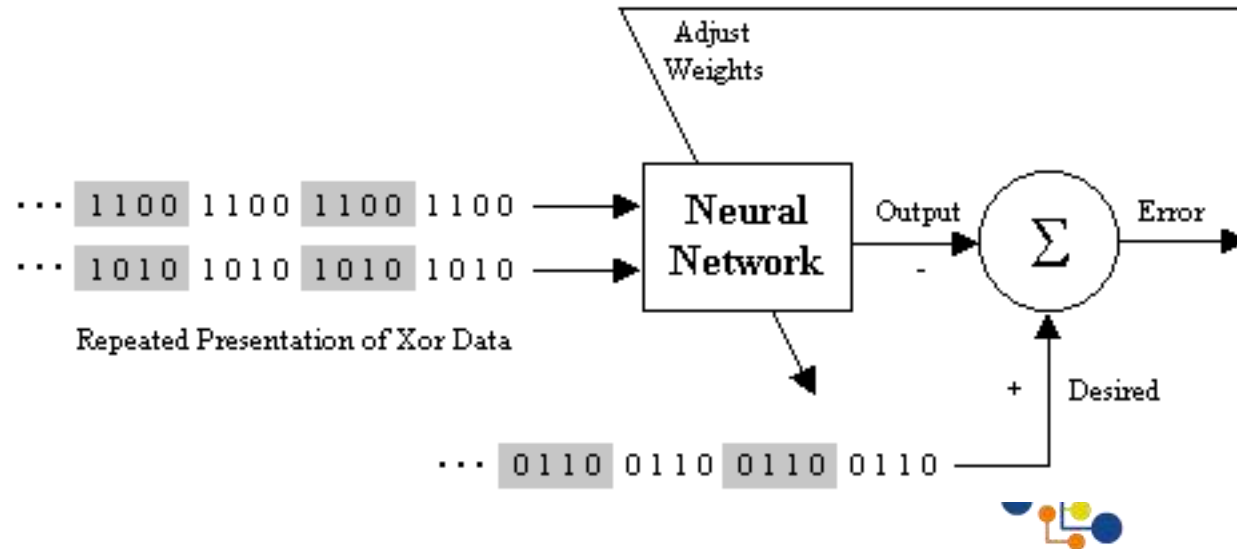 Adjust
Weights
··· 1100 1100 1100 1100
··· 1010 1010 1010 1010
Repeated Presentation of Xor Data
Neural
Network
Output
-
Σ
Error
+
Desired
··· 0110 0110 0110 0110